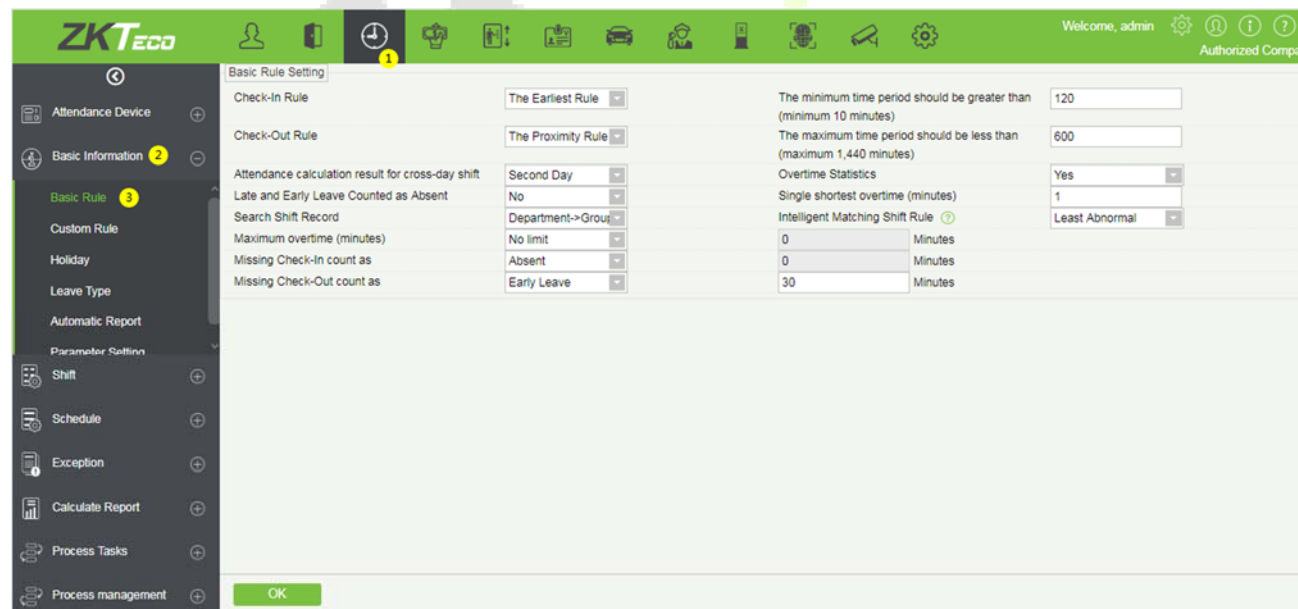 ZKTECO
Welcome, admin
Authorized Compa
1
Basic Rule Setting
Attendance Device
Basic Information 2
Basic Rule 3
Custom Rule
Holiday
Leave Type
Automatic Report
Parameter Setting
Shift
Schedule
Exception
Calculate Report
Process Tasks
Process management
Check-In Rule The Earliest Rule The minimum time period should be greater than 120
(minimum 10 minutes)
Check-Out Rule The Proximity Rule The maximum time period should be less than 600
(maximum 1,440 minutes)
Attendance calculation result for cross-day shift Second Day Overtime Statistics Yes
Late and Early Leave Counted as Absent No Single shortest overtime (minutes) 1
Search Shift Record Department->Group Intelligent Matching Shift Rule ? Least Abnormal
Maximum overtime (minutes) No limit 0 Minutes
Missing Check-In count as Absent 0 Minutes
Missing Check-Out count as Early Leave 30 Minutes
OK